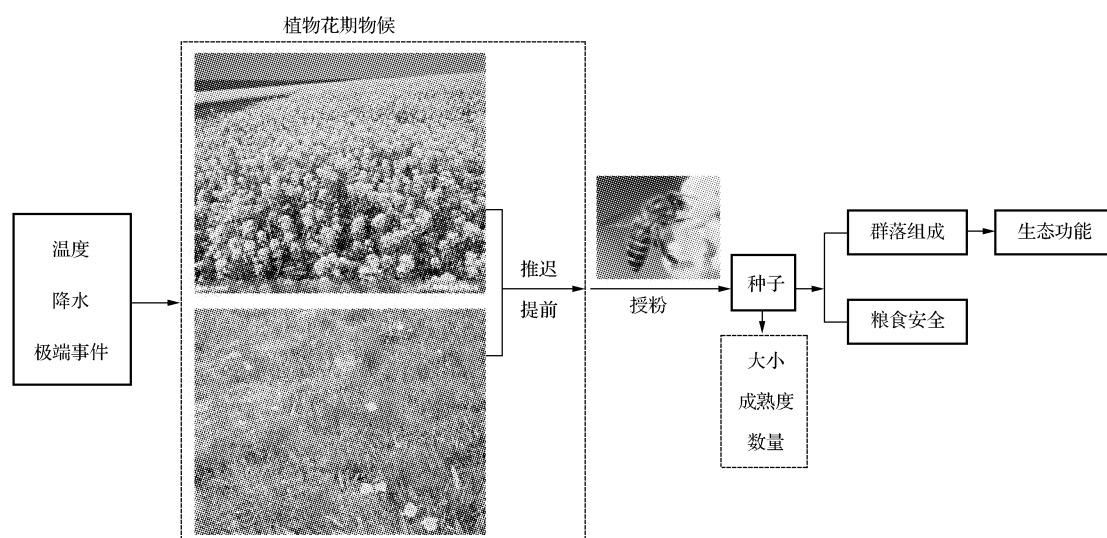 植物花期物候
温度
降水
极端事件
推迟
提前
授粉
种子
大小
成熟度
数量
群落组成
生态功能
粮食安全